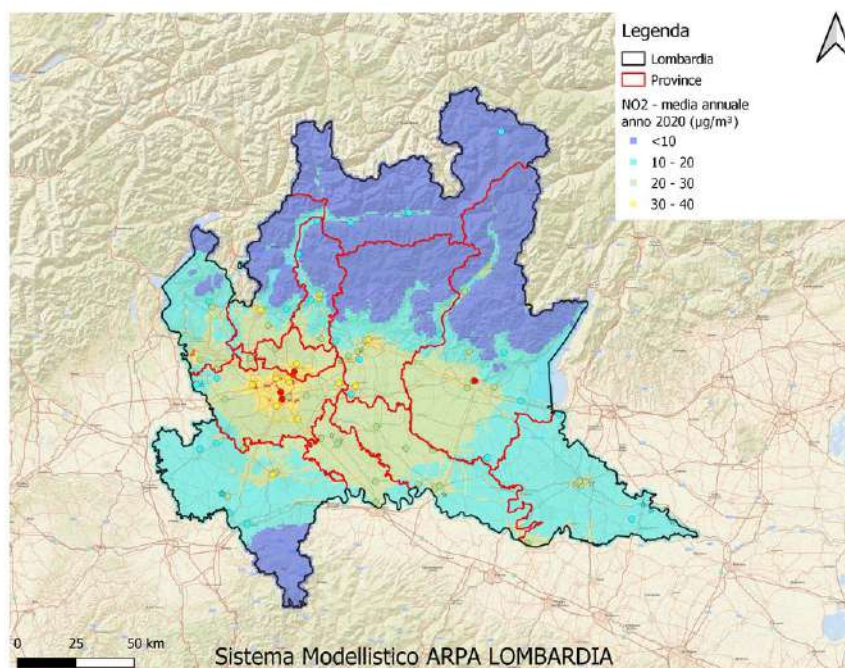 Legenda
Lombardia
Province
NO2 - media annuale
anno 2020 (µg/m³)
<10
10 - 20
20 - 30
30 - 40
0 25 50 km
Sistema Modellistico ARPA LOMBARDIA